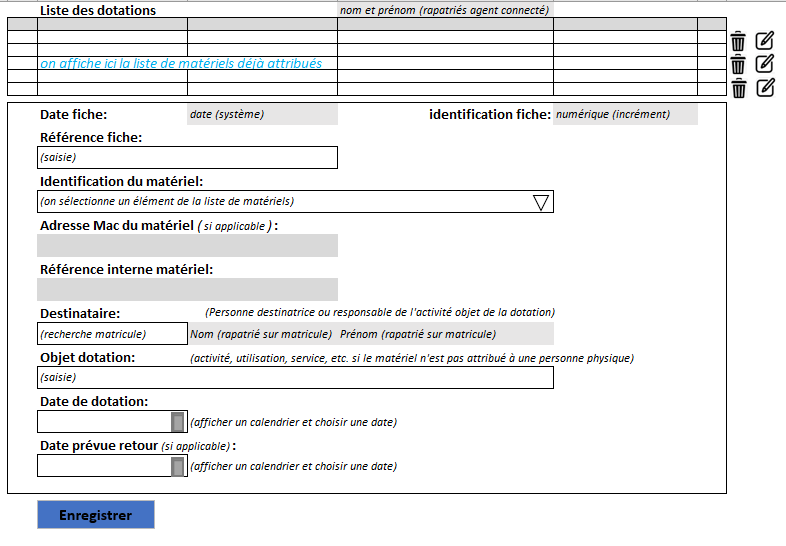 Liste des dotations nom et prénom (rapatriés agent connecté)
on affiche ici la liste de matériels déjà attribués
Date fiche: date (système) identification fiche: numérique (incrément)
Référence fiche:
(saisie)
Identification du matériel:
(on sélectionne un élément de la liste de matériels)
Adresse Mac du matériel ( si applicable ) :
Référence interne matériel:
Destinataire: (Personne destinatrice ou responsable de l'activité objet de la dotation)
(recherche matricule) Nom (rapatrié sur matricule) Prénom (rapatrié sur matricule)
Objet dotation: (activité, utilisation, service, etc. si le matériel n'est pas attribué à une personne physique)
(saisie)
Date de dotation:
(afficher un calendrier et choisir une date)
Date prévue retour (si applicable) :
(afficher un calendrier et choisir une date)
Enregistrer